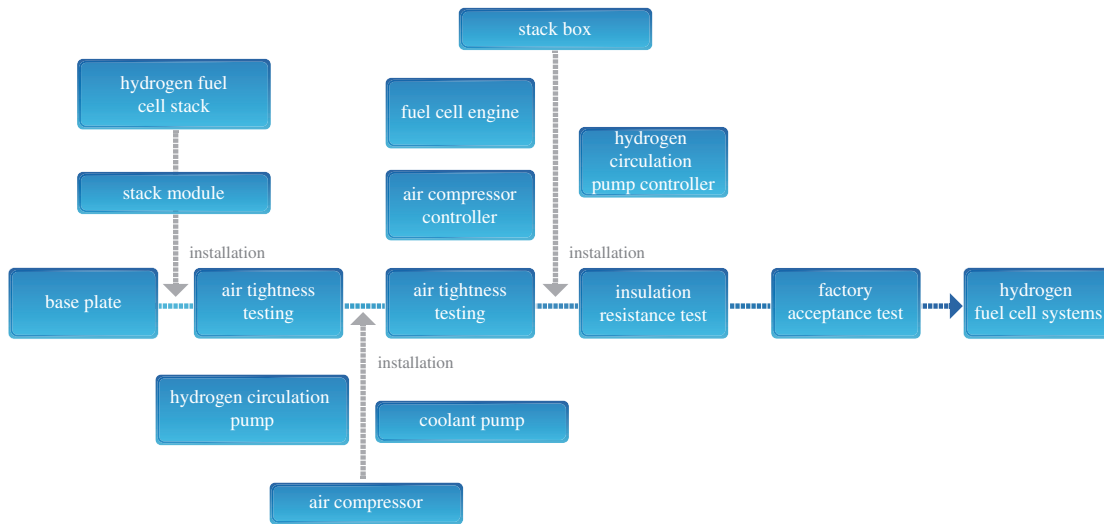 stack box
hydrogen fuel
cell stack
fuel cell engine
hydrogen
circulation
pump controller
stack module
air compressor
controller
installation
installation
base plate
air tightness
testing
air tightness
testing
insulation
resistance test
factory
acceptance test
hydrogen
fuel cell systems
installation
hydrogen circulation
pump
coolant pump
air compressor